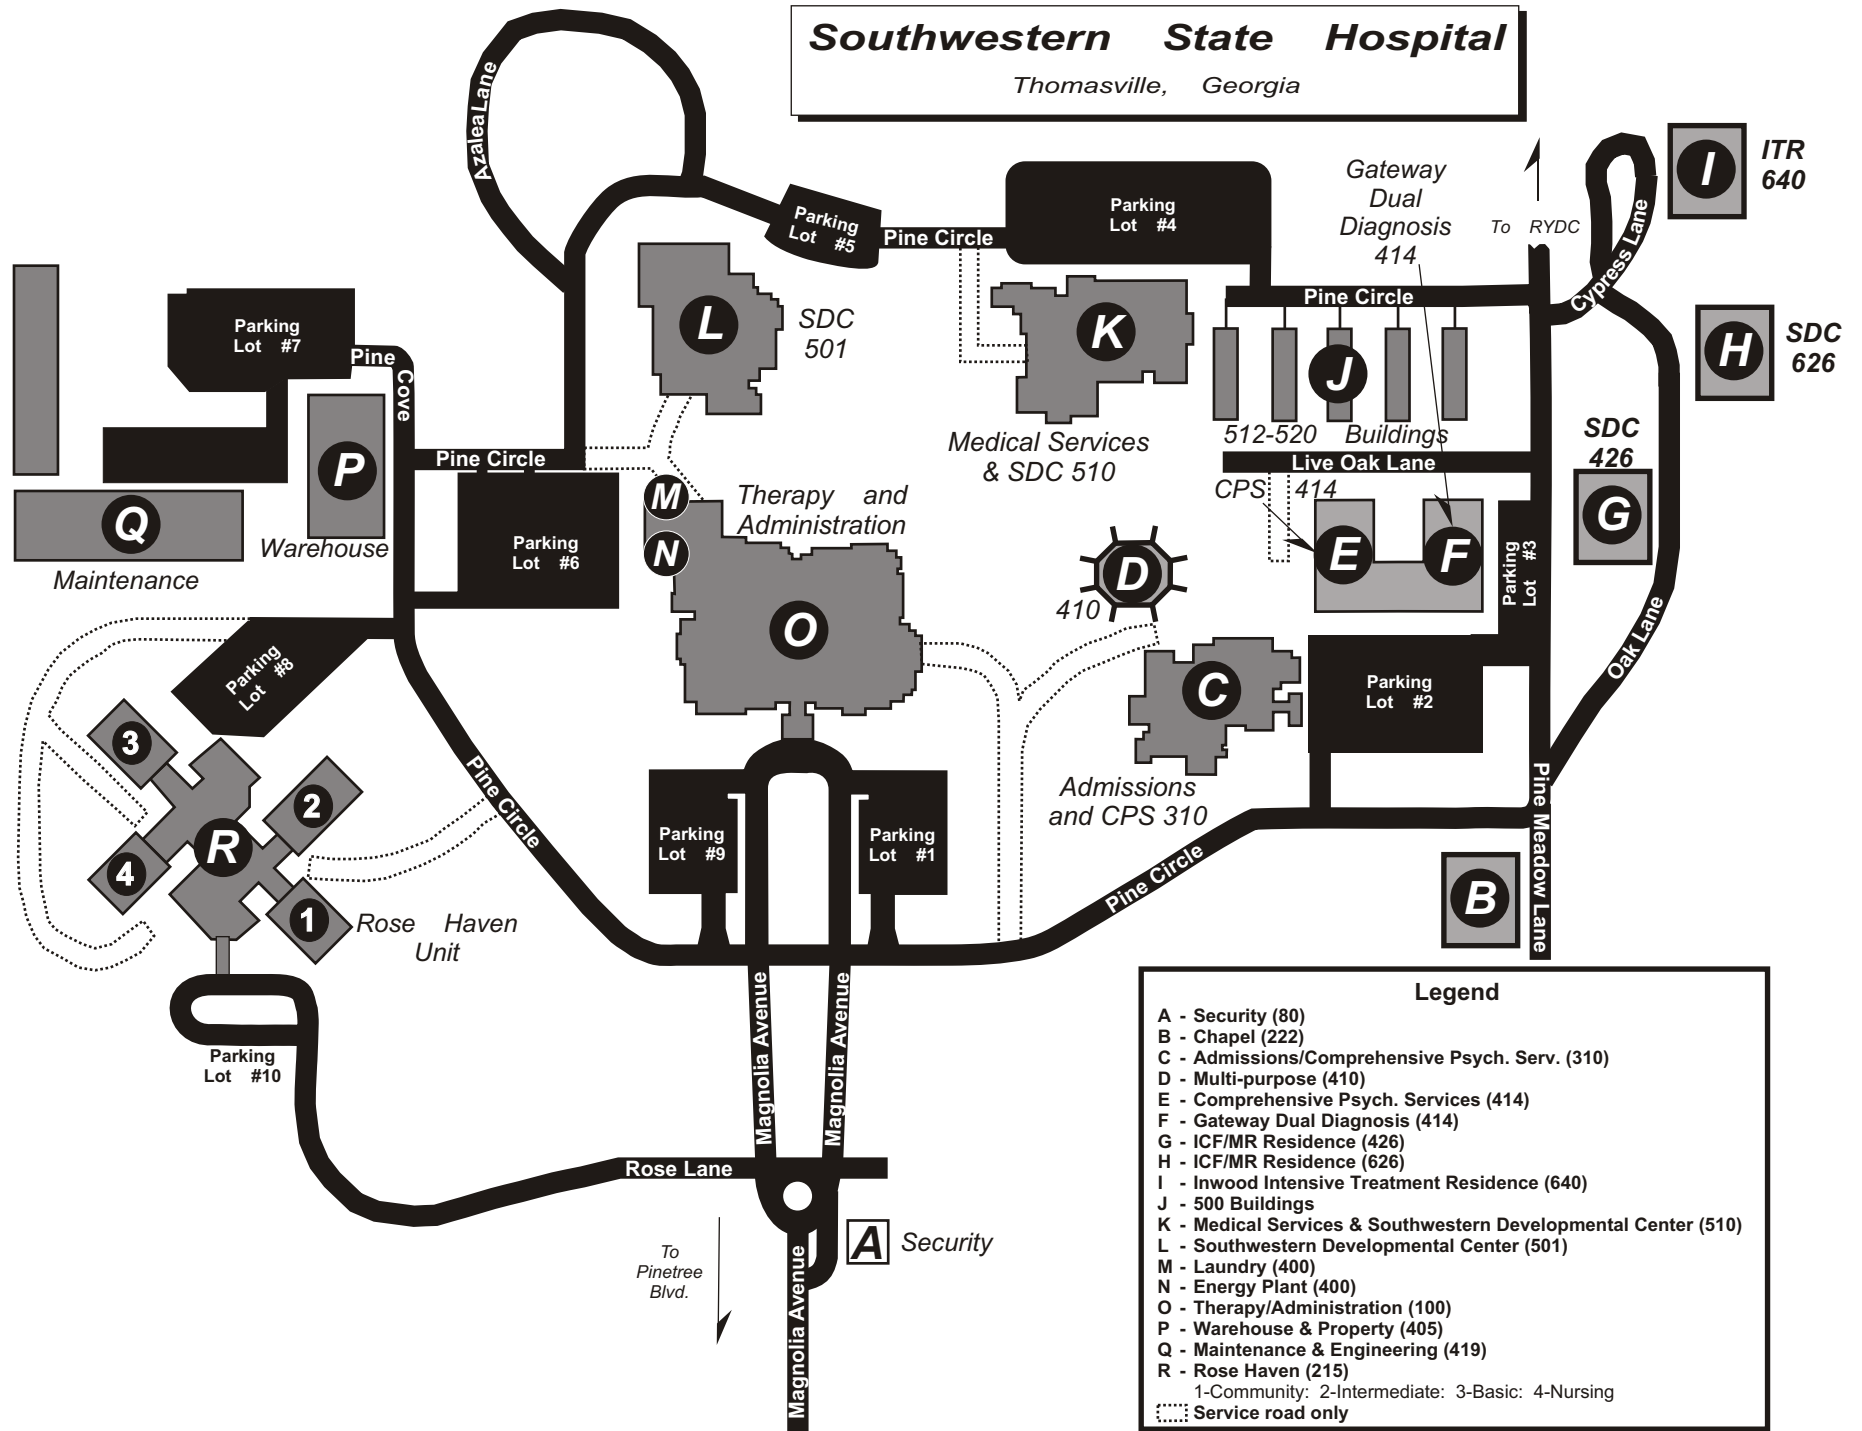 Southwestern State Hospital
Thomasville, Georgia
Azalea Lane
Gateway
Dual
Diagnosis
414
To RYDC
I
ITR
640
Parking
Lot #5
Pine Circle
Parking
Lot #4
Pine Circle
Cypress Lane
L
SDC
501
K
Medical Services
& SDC 510
J
512-520 Buildings
Live Oak Lane
H
SDC
626
SDC
426
G
Parking
Lot #7
Pine
Cove
P
Warehouse
Q
Maintenance
Pine Circle
Parking
Lot #6
M
N
Therapy and
Administration
O
CPS 414
E
F
Parking
Lot #3
D
410
Oak Lane
Parking
Lot #8
C
Admissions
and CPS 310
Parking
Lot #2
3
2
R
4
1
Rose Haven
Unit
Pine Circle
Parking
Lot #9
Parking
Lot #1
Pine Circle
Pine Meadow Lane
B
Parking
Lot #10
Magnolia Avenue
Magnolia Avenue
Rose Lane
A
Security
To
Pinetree
Blvd.
Magnolia Avenue
Legend
A - Security (80)
B - Chapel (222)
C - Admissions/Comprehensive Psych. Serv. (310)
D - Multi-purpose (410)
E - Comprehensive Psych. Services (414)
F - Gateway Dual Diagnosis (414)
G - ICF/MR Residence (426)
H - ICF/MR Residence (626)
I - Inwood Intensive Treatment Residence (640)
J - 500 Buildings
K - Medical Services & Southwestern Developmental Center (510)
L - Southwestern Developmental Center (501)
M - Laundry (400)
N - Energy Plant (400)
O - Therapy/Administration (100)
P - Warehouse & Property (405)
Q - Maintenance & Engineering (419)
R - Rose Haven (215)
1-Community: 2-Intermediate: 3-Basic: 4-Nursing
Service road only